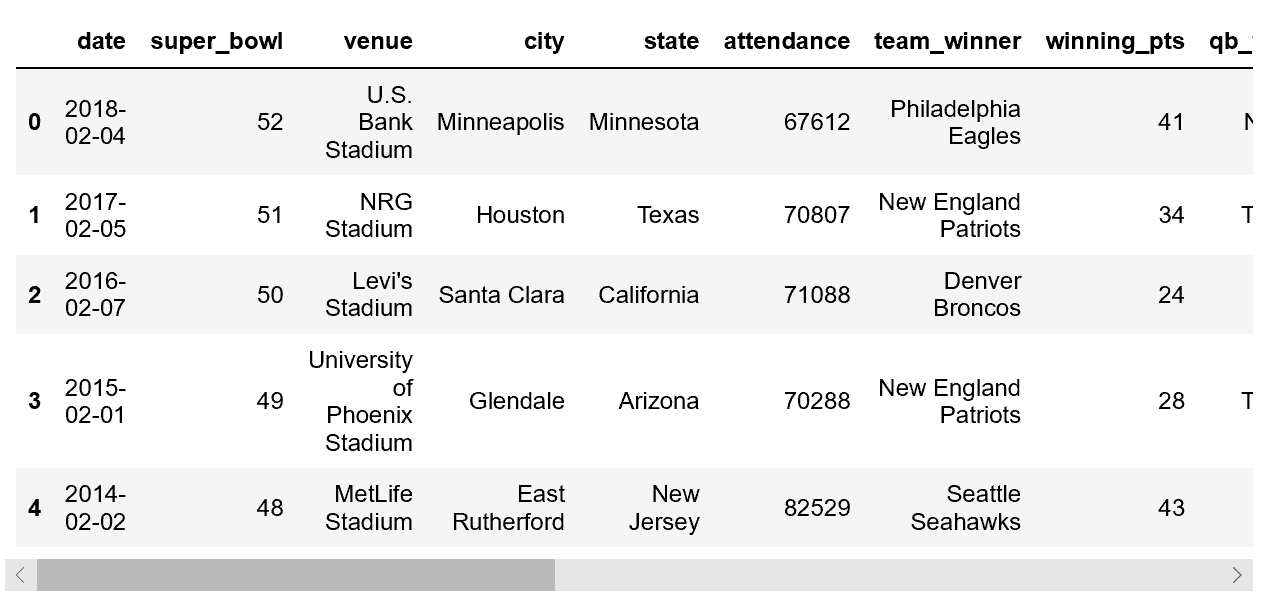 date super_bowl venue city state attendance team_winner winning_pts qb_
0 2018-02-04 52 U.S. Bank Stadium Minneapolis Minnesota 67612 Philadelphia Eagles 41 N
1 2017-02-05 51 NRG Stadium Houston Texas 70807 New England Patriots 34 T
2 2016-02-07 50 Levi's Stadium Santa Clara California 71088 Denver Broncos 24
3 2015-02-01 49 University of Phoenix Stadium Glendale Arizona 70288 New England Patriots 28 T
4 2014-02-02 48 MetLife Stadium East Rutherford New Jersey 82529 Seattle Seahawks 43